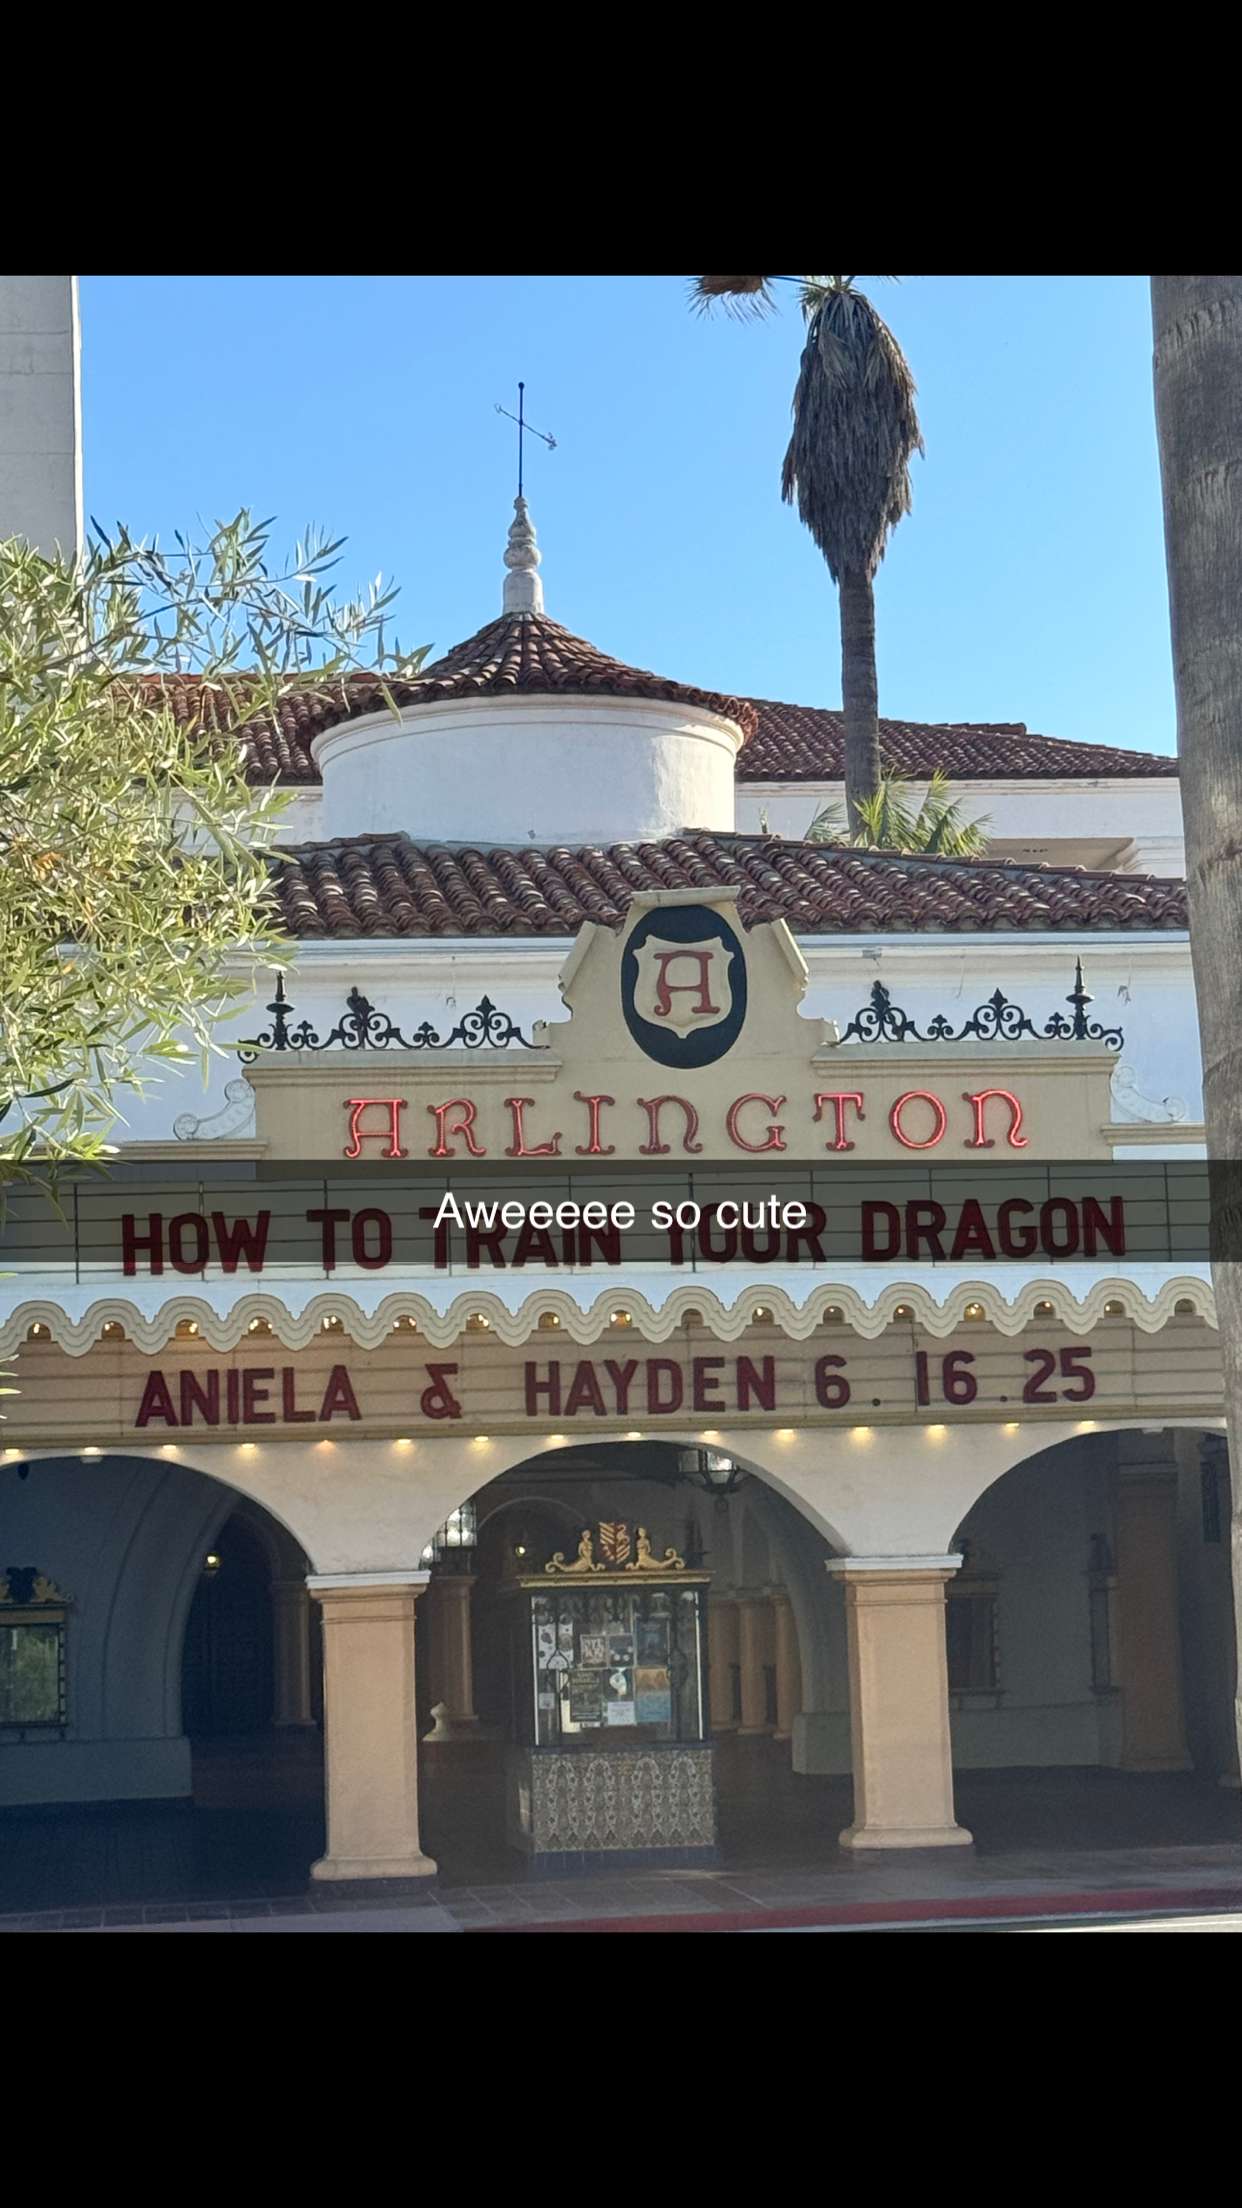 A
ARLINGTON
Aweeeee so cute
HOW TO TRAIN YOUR DRAGON
ANIELA & HAYDEN 6.16.25